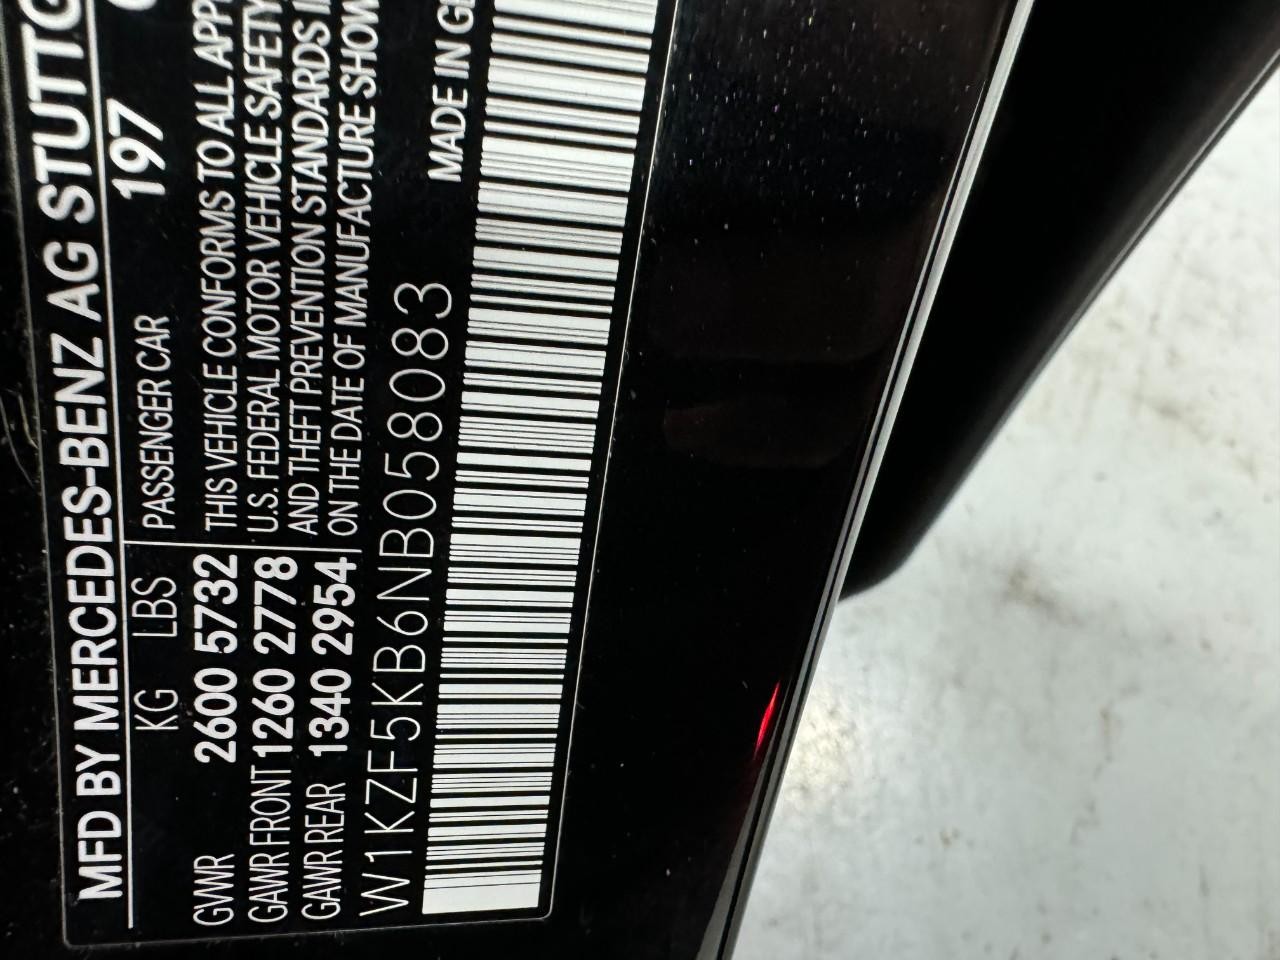 MFD BY MERCEDES-BENZ AG STUTTG
197
KG LBS PASSENGER CAR
GVWR 2600 5732 THIS VEHICLE CONFORMS TO ALL APP
GAWR FRONT 1260 2778 U.S. FEDERAL MOTOR VEHICLE SAFETY
GAWR REAR 1340 2954 AND THEFT PREVENTION STANDARDS
ON THE DATE OF MANUFACTURE SHOW
W1KZF5KB6NB058083 MADE IN GE